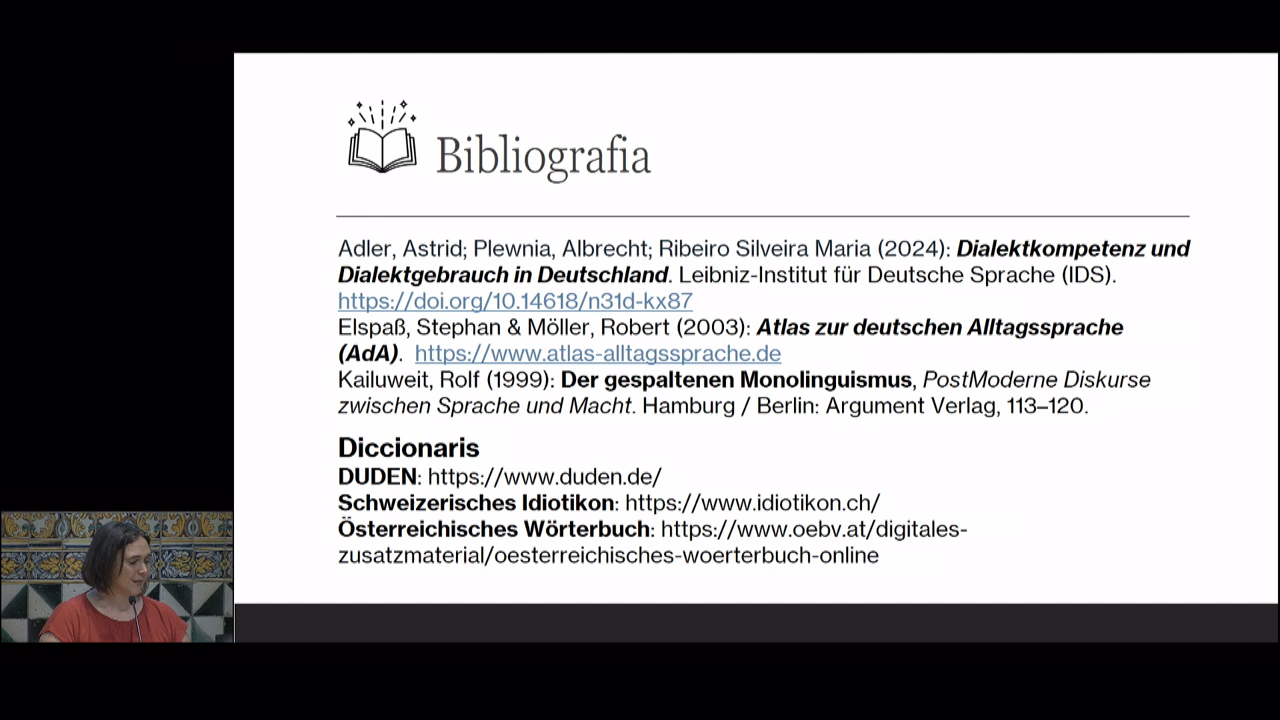 Bibliografia
Adler, Astrid; Plewnia, Albrecht; Ribeiro Silveira Maria (2024): Dialektkompetenz und
Dialektgebrauch in Deutschland. Leibniz-Institut für Deutsche Sprache (IDS).
https://doi.org/10.14618/n31d-kx87
Elspaß, Stephan & Möller, Robert (2003): Atlas zur deutschen Alltagssprache
(AdA). https://www.atlas-alltagssprache.de
Kailuweit, Rolf (1999): Der gespaltenen Monolinguismus, PostModerne Diskurse
zwischen Sprache und Macht. Hamburg / Berlin: Argument Verlag, 113–120.
Diccionaris
DUDEN: https://www.duden.de/
Schweizerisches Idiotikon: https://www.idiotikon.ch/
Österreichisches Wörterbuch: https://www.oebv.at/digitales-
zusatzmaterial/oesterreichisches-woerterbuch-online